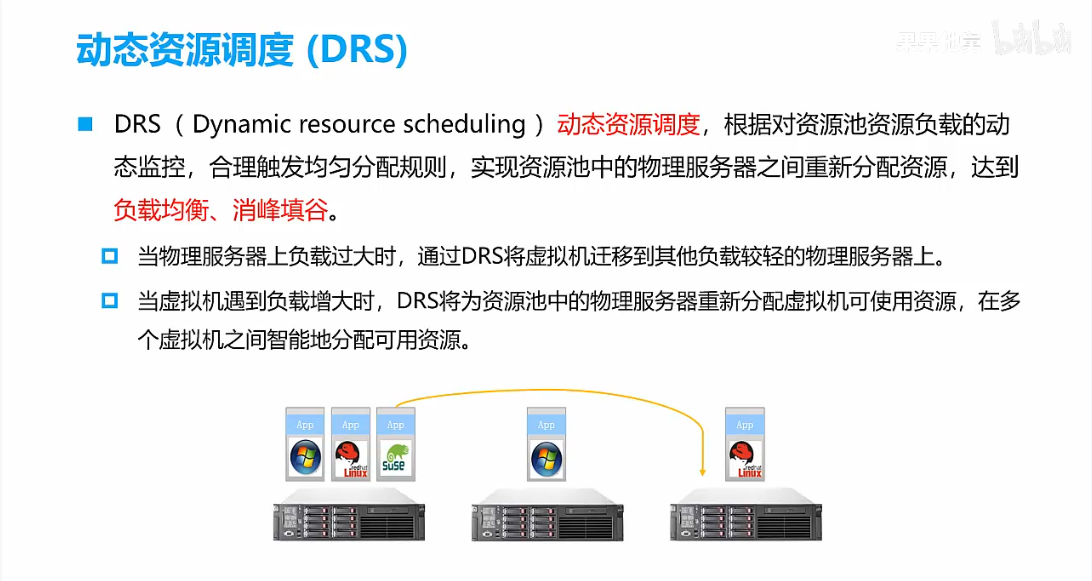 果果课堂 bilibili
动态资源调度 (DRS)
DRS（ Dynamic resource scheduling ）动态资源调度，根据对资源池资源负载的动
态监控，合理触发均匀分配规则，实现资源池中的物理服务器之间重新分配资源，达到
负载均衡、消峰填谷。
当物理服务器上负载过大时，通过DRS将虚拟机迁移到其他负载较轻的物理服务器上。
当虚拟机遇到负载增大时，DRS将为资源池中的物理服务器重新分配虚拟机可使用资源，在多
个虚拟机之间智能地分配可用资源。
App App App App App
redhat
Linux
SUSE
redhat
Linux